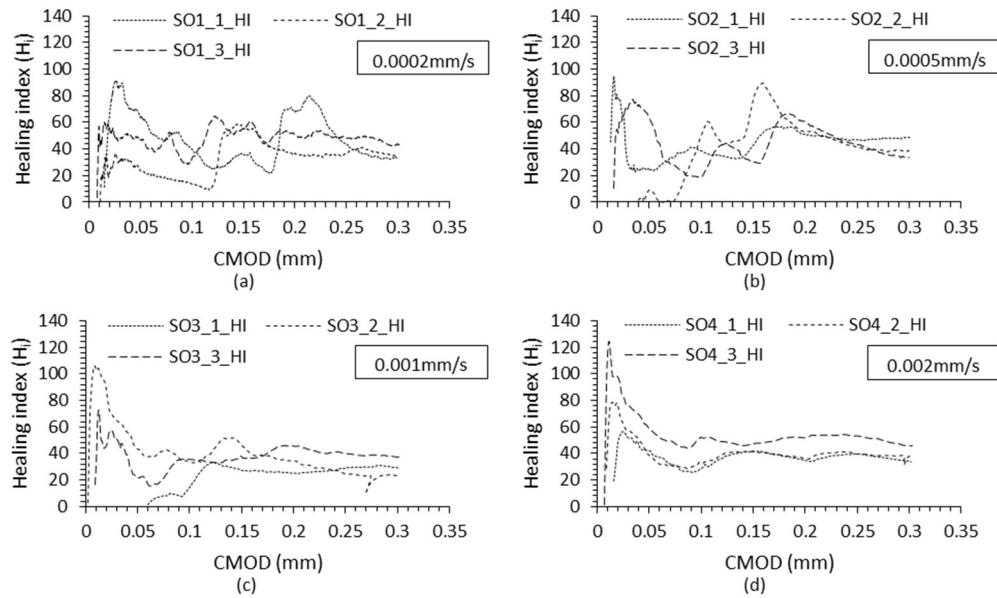 SO1_1_HI SO1_2_HI
SO1_3_HI
0.0002mm/s
Healing index (Hi)
140
120
100
80
60
40
20
0
0 0.05 0.1 0.15 0.2 0.25 0.3 0.35
CMOD (mm)
(a)
SO2_1_HI SO2_2_HI
SO2_3_HI
0.0005mm/s
Healing index (Hi)
140
120
100
80
60
40
20
0
0 0.05 0.1 0.15 0.2 0.25 0.3 0.35
CMOD (mm)
(b)
SO3_1_HI SO3_2_HI
SO3_3_HI
0.001mm/s
Healing index (Hi)
140
120
100
80
60
40
20
0
0 0.05 0.1 0.15 0.2 0.25 0.3 0.35
CMOD (mm)
(c)
SO4_1_HI SO4_2_HI
SO4_3_HI
0.002mm/s
Healing index (Hi)
140
120
100
80
60
40
20
0
0 0.05 0.1 0.15 0.2 0.25 0.3 0.35
CMOD (mm)
(d)